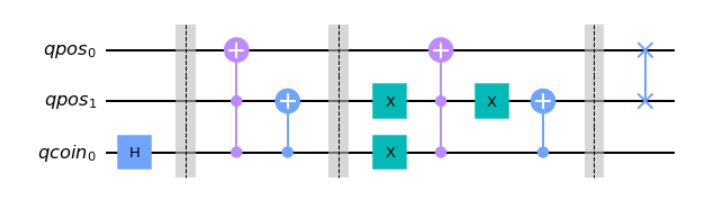 qpos₀
qpos₁ X X
qcoin₀ H X